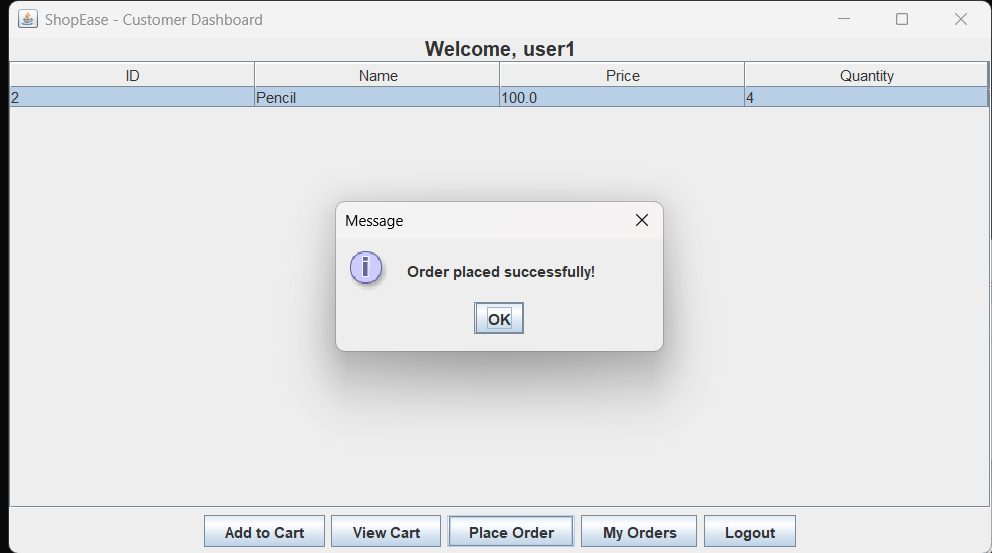 ShopEase - Customer Dashboard
Welcome, user1
ID Name Price Quantity
2 Pencil 100.0 4
Message
i
Order placed successfully!
OK
Add to Cart View Cart Place Order My Orders Logout